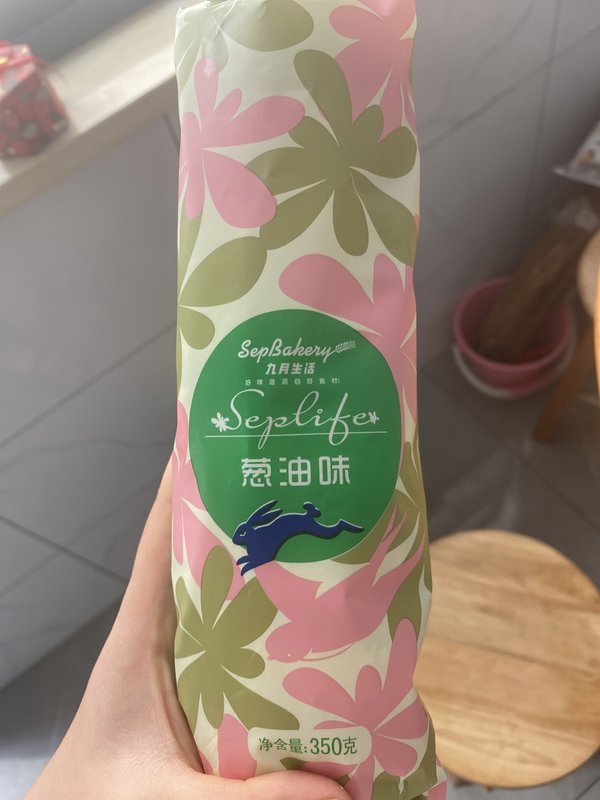 SepBakery
九月生活
好味道源自好食材!
Seplife
葱油味
净含量:350克